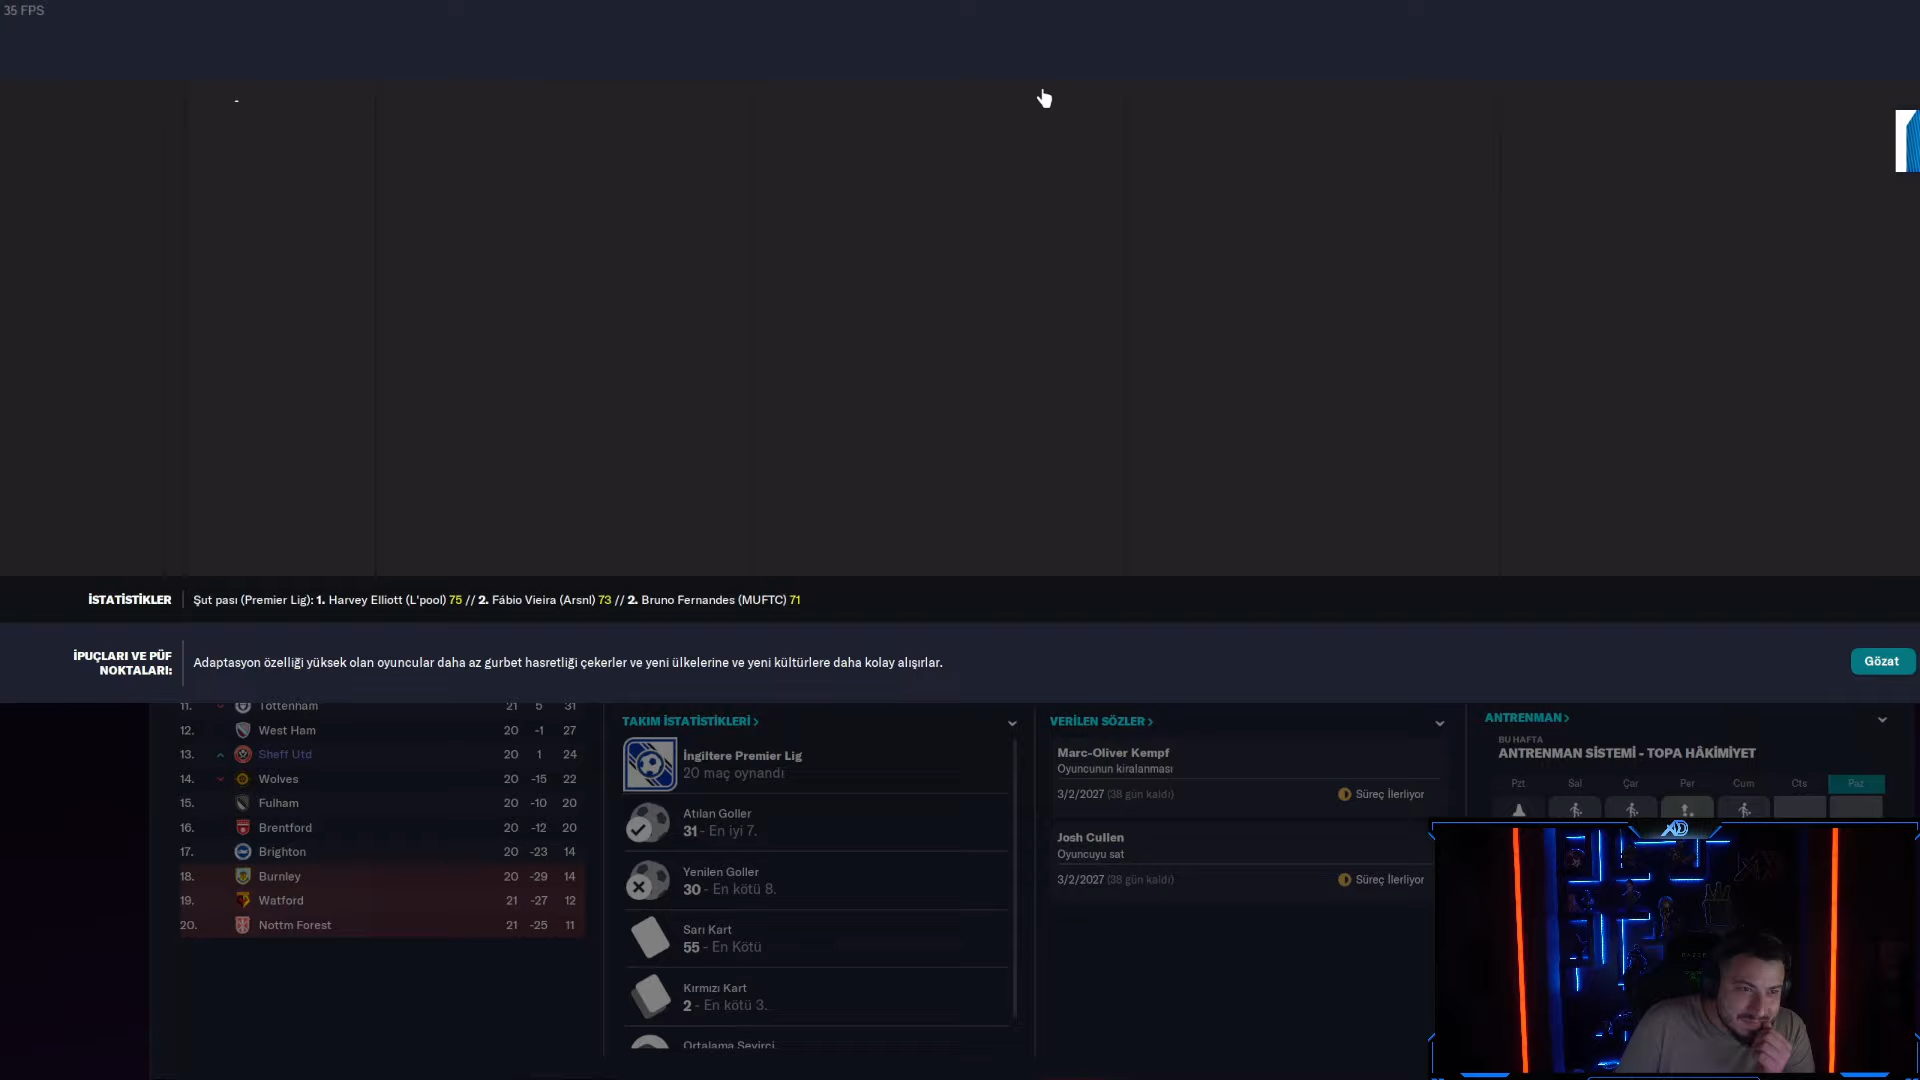 35 FPS
-
İSTATİSTİKLER
Şut pası (Premier Lig): 1. Harvey Elliott (L'pool) 75 // 2. Fábio Vieira (Arsnl) 73 // 2. Bruno Fernandes (MUFTC) 71
İPUÇLARI VE PÜF
NOKTALARI:
Adaptasyon özelliği yüksek olan oyuncular daha az gurbet hasretliği çekerler ve yeni ülkelerine ve yeni kültürlere daha kolay alışırlar.
Gözat
11. Tottenham 21 5 31
12. West Ham 20 -1 27
13. Sheff Utd 20 1 24
14. Wolves 20 -15 22
15. Fulham 20 -10 20
16. Brentford 20 -12 20
17. Brighton 20 -23 14
18. Burnley 20 -29 14
19. Watford 21 -27 12
20. Nottm Forest 21 -25 11
TAKIM İSTATİSTİKLERİ >
İngiltere Premier Lig
20 maç oynandı
Atılan Goller
31 - En iyi 7.
Yenilen Goller
30 - En kötü 8.
Sarı Kart
55 - En Kötü
Kırmızı Kart
2 - En kötü 3.
Ortalama Seyirci
VERİLEN SÖZLER >
Marc-Oliver Kempf
Oyuncunun kiralanması
3/2/2027 (38 gün kaldı) Süreç İlerliyor
Josh Cullen
Oyuncuyu sat
3/2/2027 (38 gün kaldı) Süreç İlerliyor
ANTRENMAN >
BU HAFTA
ANTRENMAN SİSTEMİ - TOPA HÂKİMİYET
Pzt Sal Çar Per Cum Cts Paz